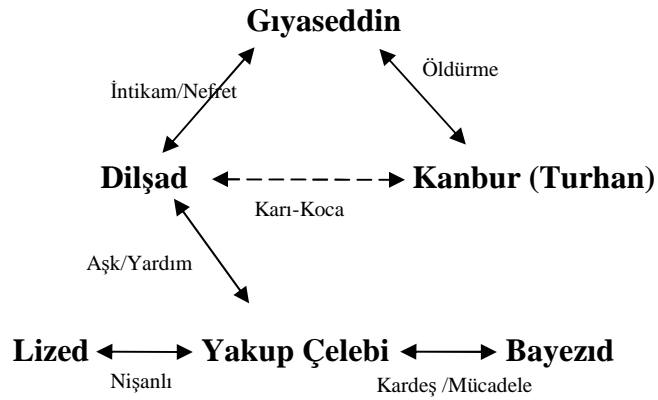 Gıyaseddin
Öldürme
İntikam/Nefret
Dilşad
Kanbur (Turhan)
Karı-Koca
Aşk/Yardım
Lized
Yakup Çelebi
Bayezıd
Nişanlı
Kardeş /Mücadele